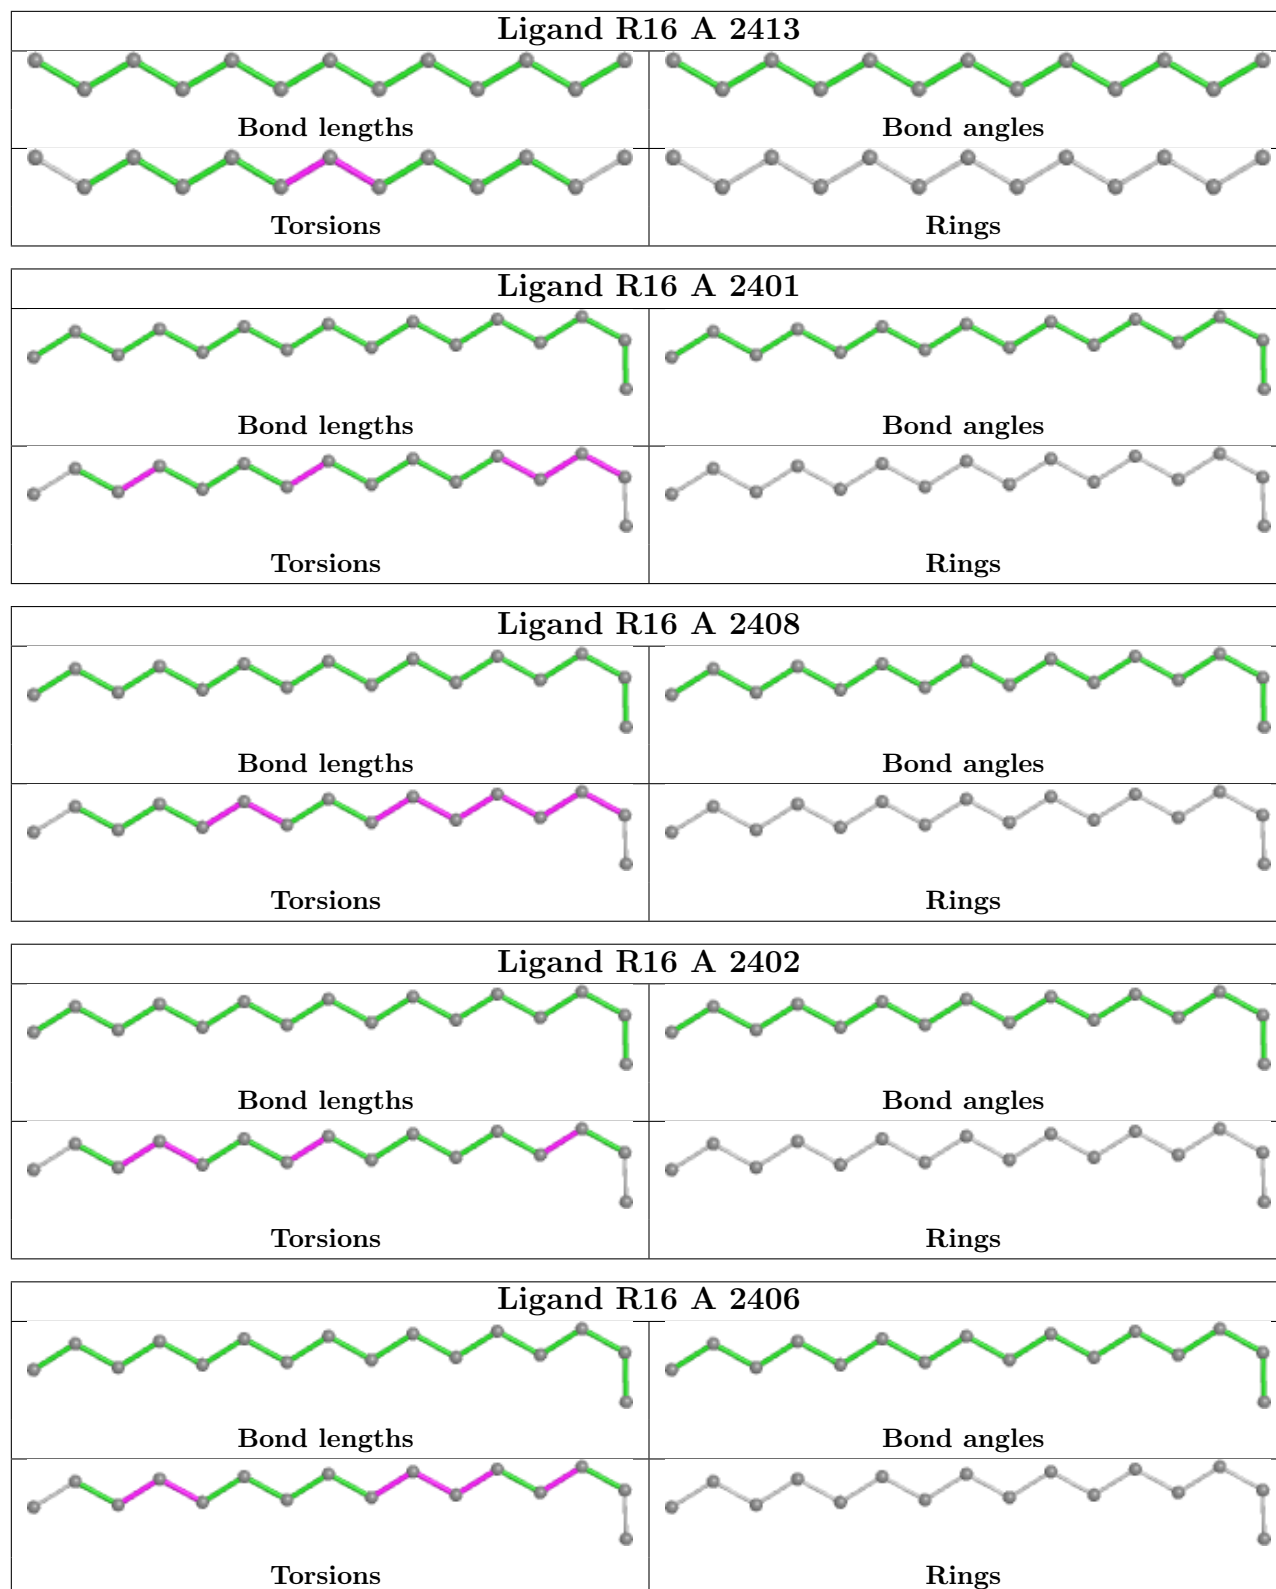 Ligand R16 A 2413
Bond lengths
Bond angles
Torsions
Rings
Ligand R16 A 2401
Bond lengths
Bond angles
Torsions
Rings
Ligand R16 A 2408
Bond lengths
Bond angles
Torsions
Rings
Ligand R16 A 2402
Bond lengths
Bond angles
Torsions
Rings
Ligand R16 A 2406
Bond lengths
Bond angles
Torsions
Rings